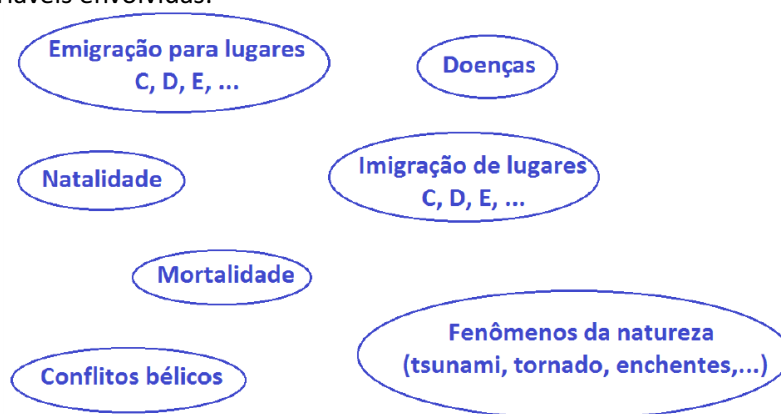 Emigração para lugares
C, D, E, ...
Doenças
Natalidade
Imigração de lugares
C, D, E, ...
Mortalidade
Fenômenos da natureza
(tsunami, tornado, enchentes,...)
Conflitos bélicos